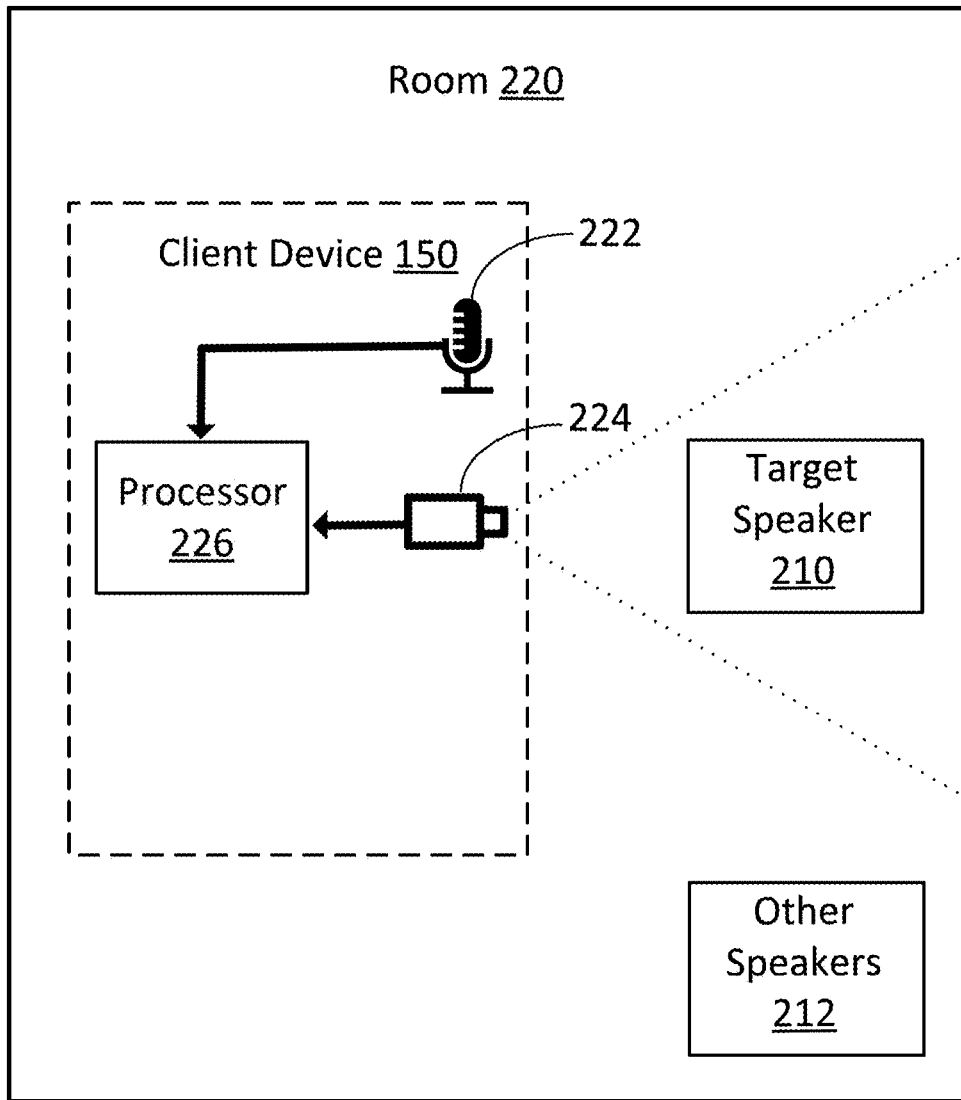 Room 220
Client Device 150
222
224
Processor
226
Target
Speaker
210
Other
Speakers
212